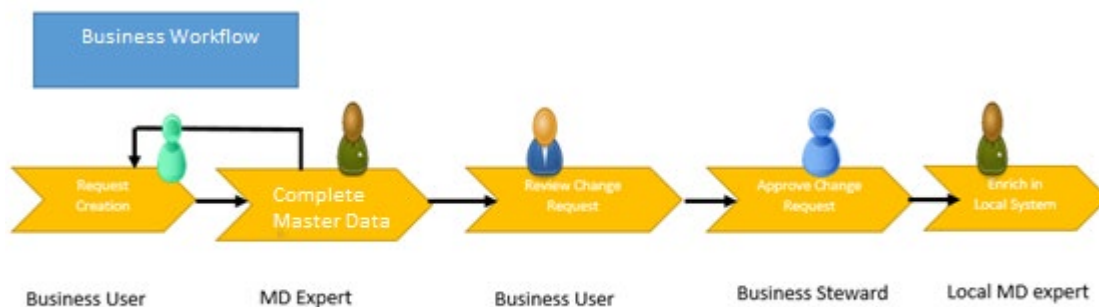 Business Workflow
Request
Creation
Complete
Master Data
Review Change
Request
Approve Change
Request
Enrich in
Local System
Business User
MD Expert
Business User
Business Steward
Local MD expert